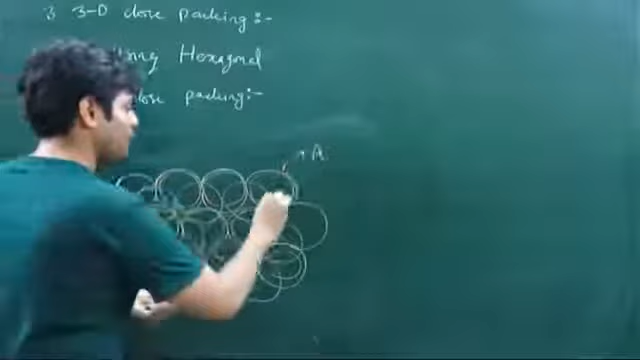 3 3-D close packing:-
Hexagonal
close packing:-
A